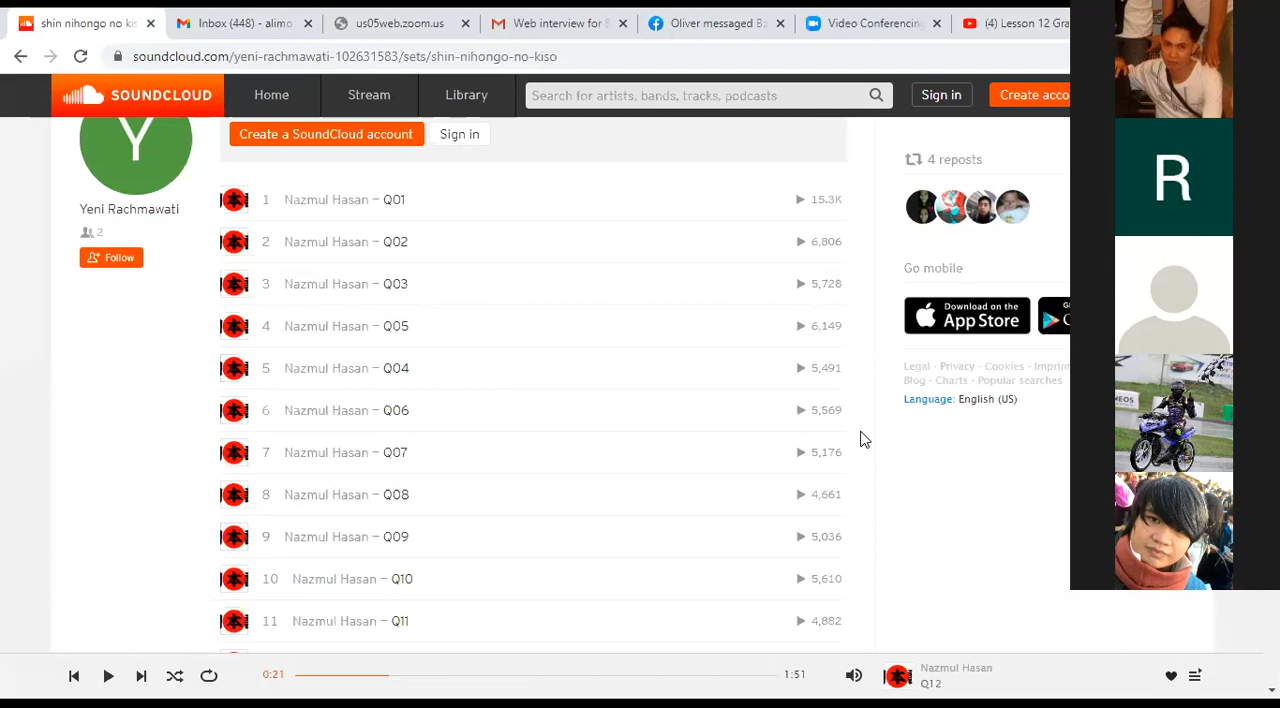 shin nihongo no kis
Inbox (448) - alimo
us05web.zoom.us
Web interview for
Oliver messaged
Video Conferencing
(4) Lesson 12 Gra
soundcloud.com/yeni-rachmawati-102631583/sets/shin-nihongo-no-kiso
SOUNDCLOUD
Home
Stream
Library
Search for artists, bands, tracks, podcasts
Sign in
Create acco
Y
Yeni Rachmawati
2
Follow
Create a SoundCloud account
Sign in
1 Nazmul Hasan – Q01 15.3K
2 Nazmul Hasan – Q02 6,806
3 Nazmul Hasan – Q03 5,728
4 Nazmul Hasan – Q05 6,149
5 Nazmul Hasan – Q04 5,491
6 Nazmul Hasan – Q06 5,569
7 Nazmul Hasan – Q07 5,176
8 Nazmul Hasan – Q08 4,661
9 Nazmul Hasan – Q09 5,036
10 Nazmul Hasan – Q10 5,610
11 Nazmul Hasan – Q11 4,882
4 reposts
Go mobile
Download on the
App Store
Legal - Privacy - Cookies - Imprin
Blog - Charts - Popular searches
Language: English (US)
R
0:21
1:51
Nazmul Hasan
Q12